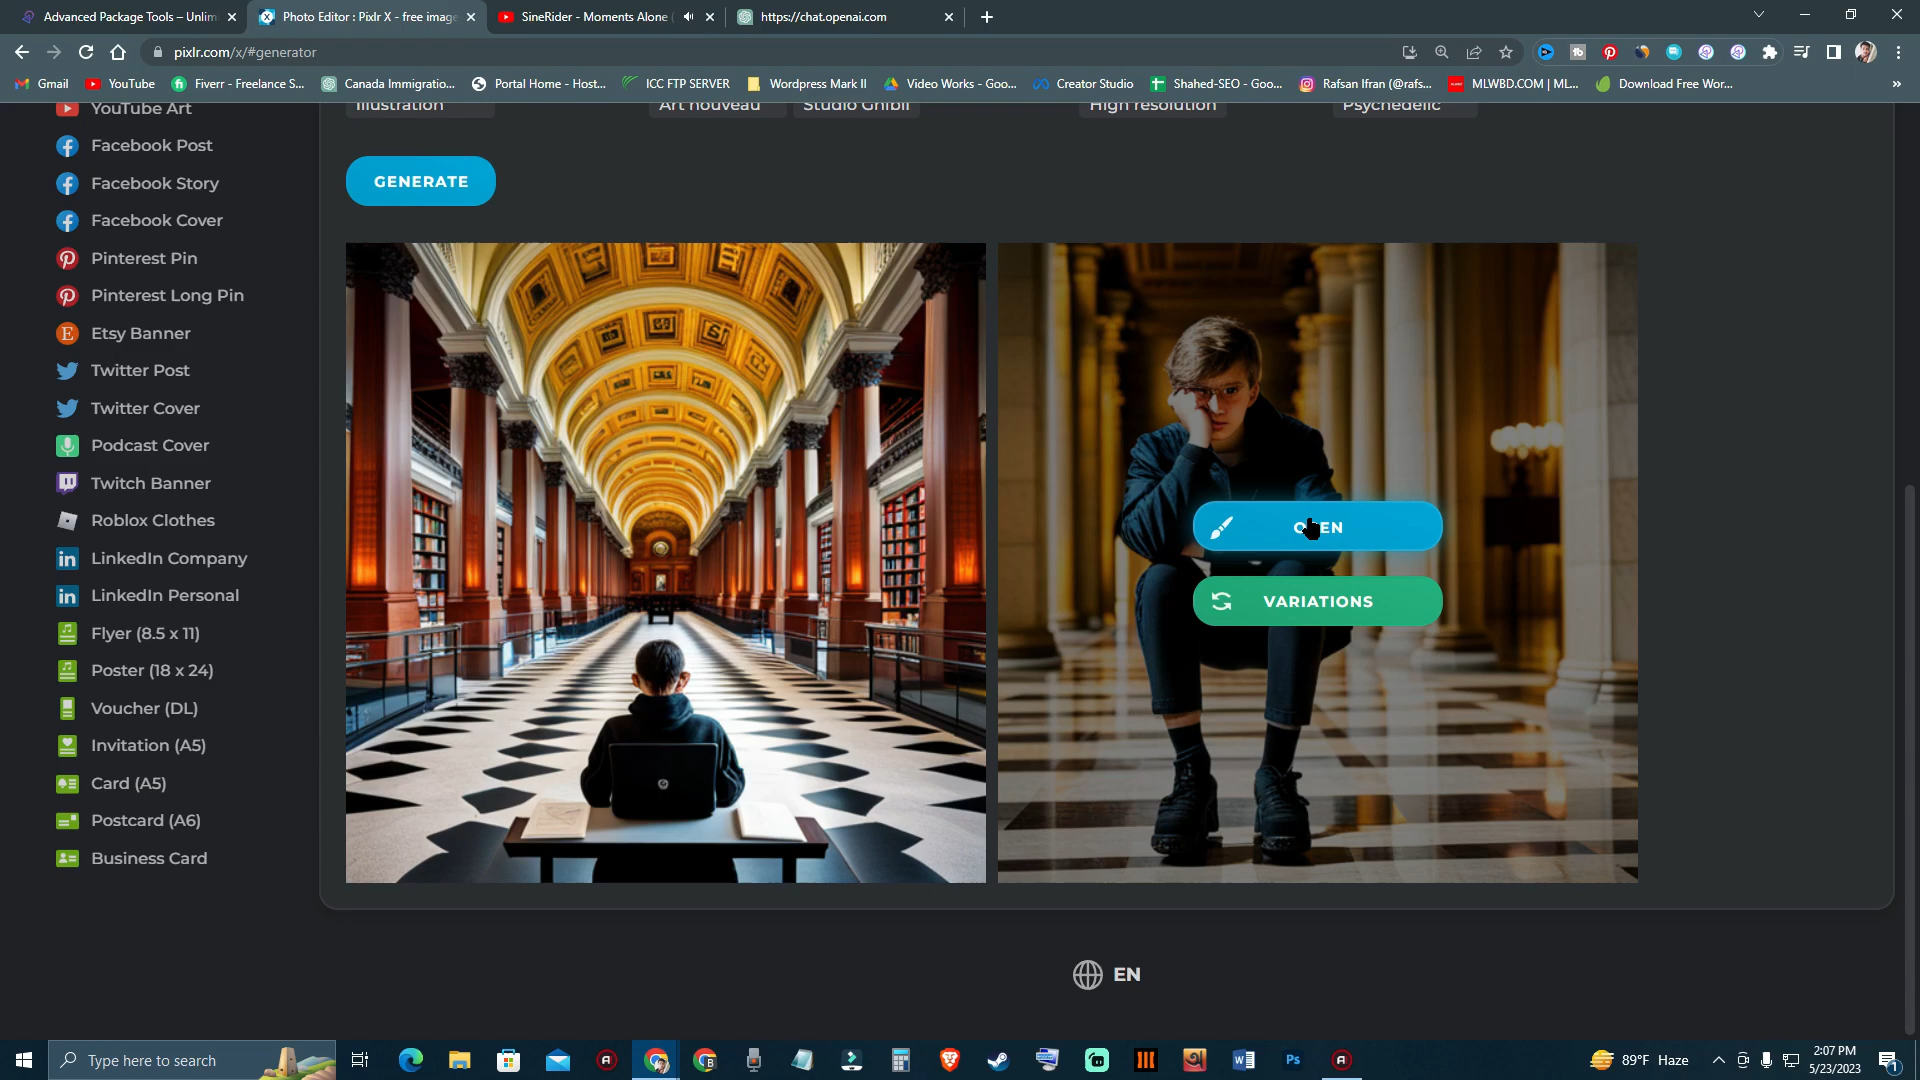 Advanced Package Tools – Unlim
Photo Editor : Pixlr X - free image
SineRider - Moments Alone
https://chat.openai.com
pixlr.com/x/#generator
Gmail
YouTube
Fiverr - Freelance S...
Canada Immigratio...
Portal Home - Host...
ICC FTP SERVER
Wordpress Mark II
Video Works - Goo...
Creator Studio
Shahed-SEO - Goo...
Rafsan Ifran (@rafs...
MLWBD.COM | ML...
Download Free Wor...
YouTube Art
Facebook Post
Facebook Story
Facebook Cover
Pinterest Pin
Pinterest Long Pin
Etsy Banner
Twitter Post
Twitter Cover
Podcast Cover
Twitch Banner
Roblox Clothes
LinkedIn Company
LinkedIn Personal
Flyer (8.5 x 11)
Poster (18 x 24)
Voucher (DL)
Invitation (A5)
Card (A5)
Postcard (A6)
Business Card
Illustration
Art nouveau
Studio Ghibli
High resolution
Psychedelic
GENERATE
OPEN
VARIATIONS
EN
Type here to search
89°F Haze
2:07 PM
5/23/2023